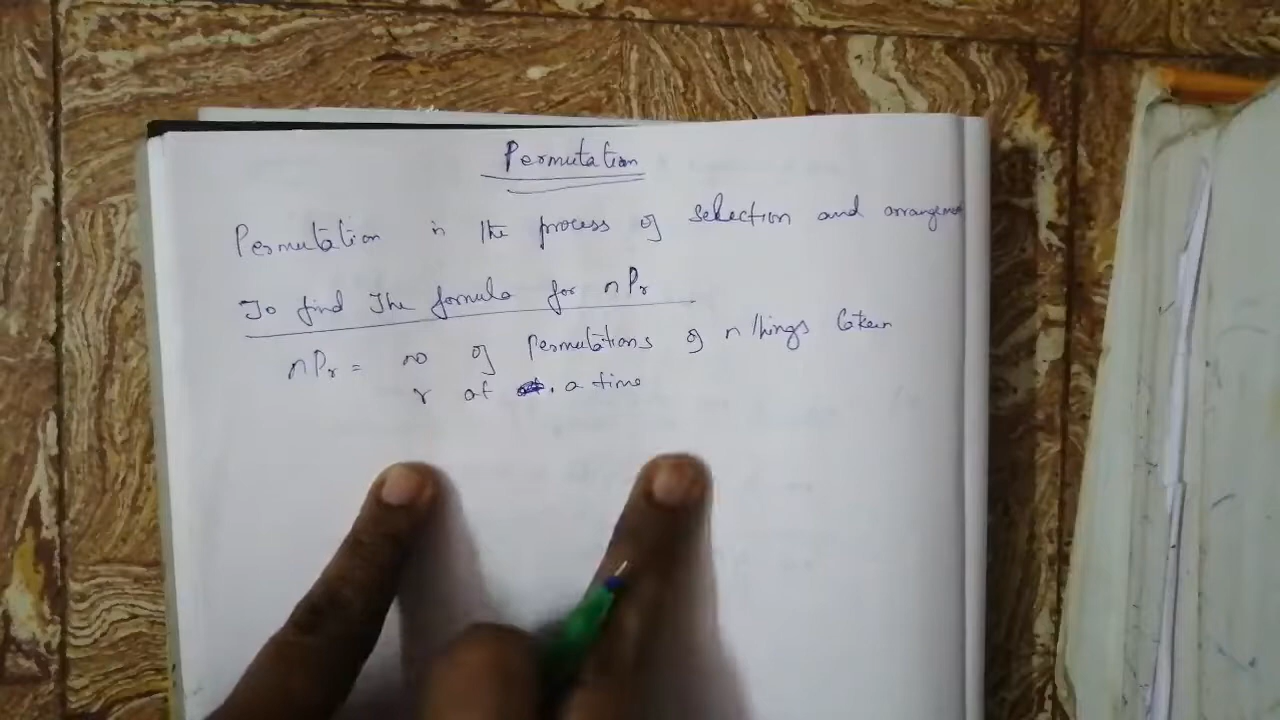 Permutation
Permutation is the process of selection and arrangemen
To find The formula for nPr
nPr = no of permutations of n things taken
r at a time